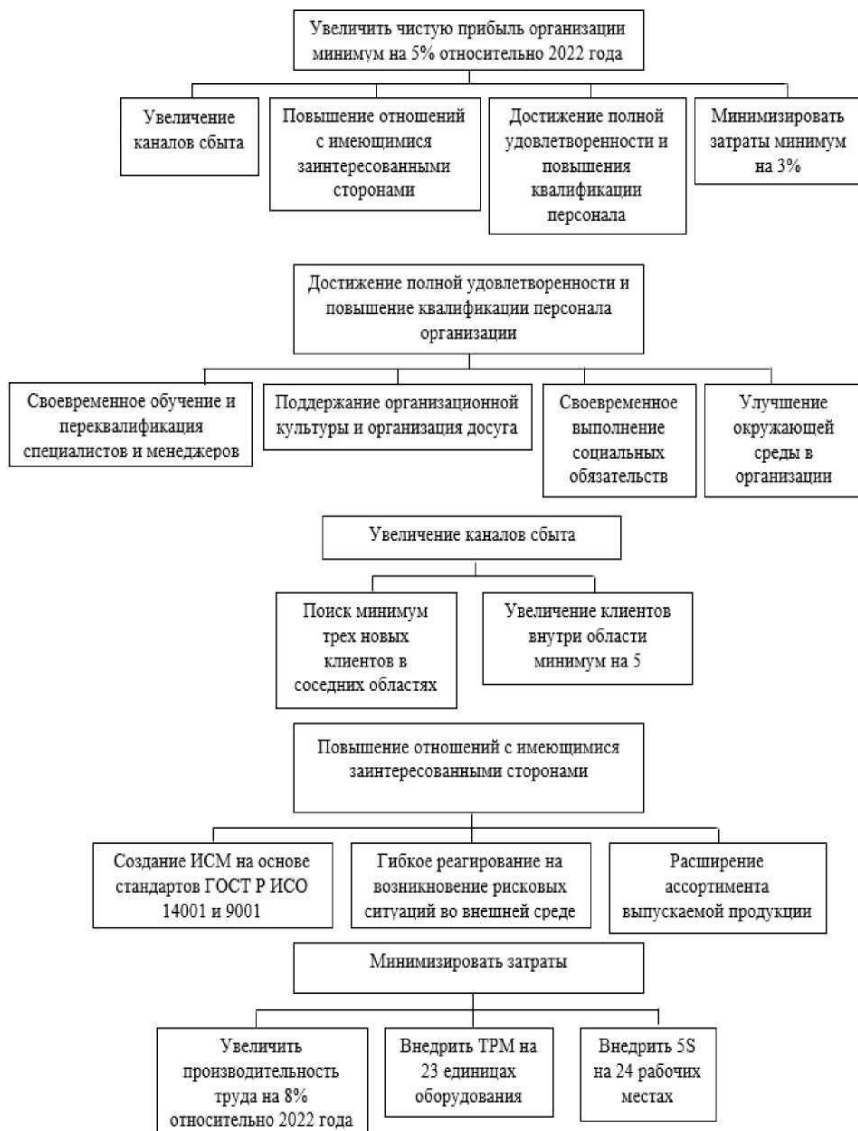 Увеличить чистую прибыль организации
минимум на 5% относительно 2022 года
Увеличение
каналов сбыта
Повышение отношений
с имеющимися
заинтересованными
сторонами
Достижение полной
удовлетворенности и
повышения
квалификации
персонала
Минимизировать
затраты минимум
на 3%
Достижение полной удовлетворенности и
повышение квалификации персонала
организации
Своевременное обучение и
переквалификация
специалистов и менеджеров
Поддержание организационной
культуры и организация досуга
Своевременное
выполнение
социальных
обязательств
Улучшение
окружающей
среды в
организации
Увеличение каналов сбыта
Поиск минимум
трех новых
клиентов в
соседних областях
Увеличение клиентов
внутри области
минимум на 5
Повышение отношений с имеющимися
заинтересованными сторонами
Создание ИСМ на основе
стандартов ГОСТ Р ИСО
14001 и 9001
Гибкое реагирование на
возникновение рисковых
ситуаций во внешней среде
Расширение
ассортимента
выпускаемой продукции
Минимизировать затраты
Увеличить
производительность
труда на 8%
относительно 2022 года
Внедрить ТРМ на
23 единицах
оборудования
Внедрить 5S
на 24 рабочих
местах